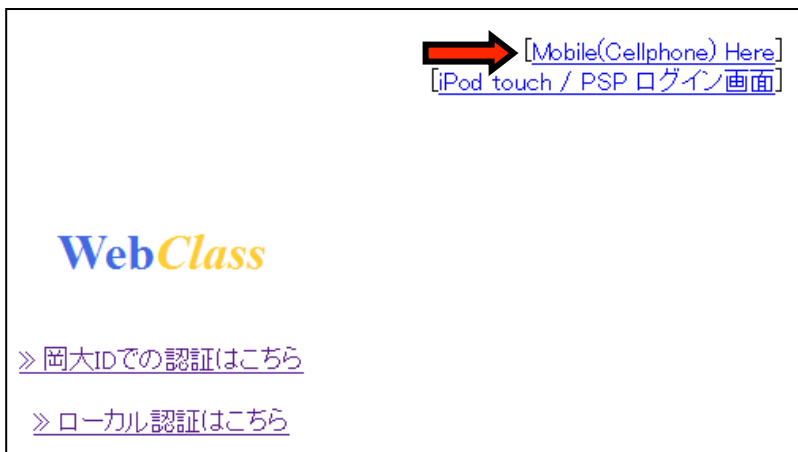 [Mobile(Cellphone) Here]
[iPod touch / PSP ログイン画面]
WebClass
≫ 岡大IDでの認証はこちら
≫ ローカル認証はこちら